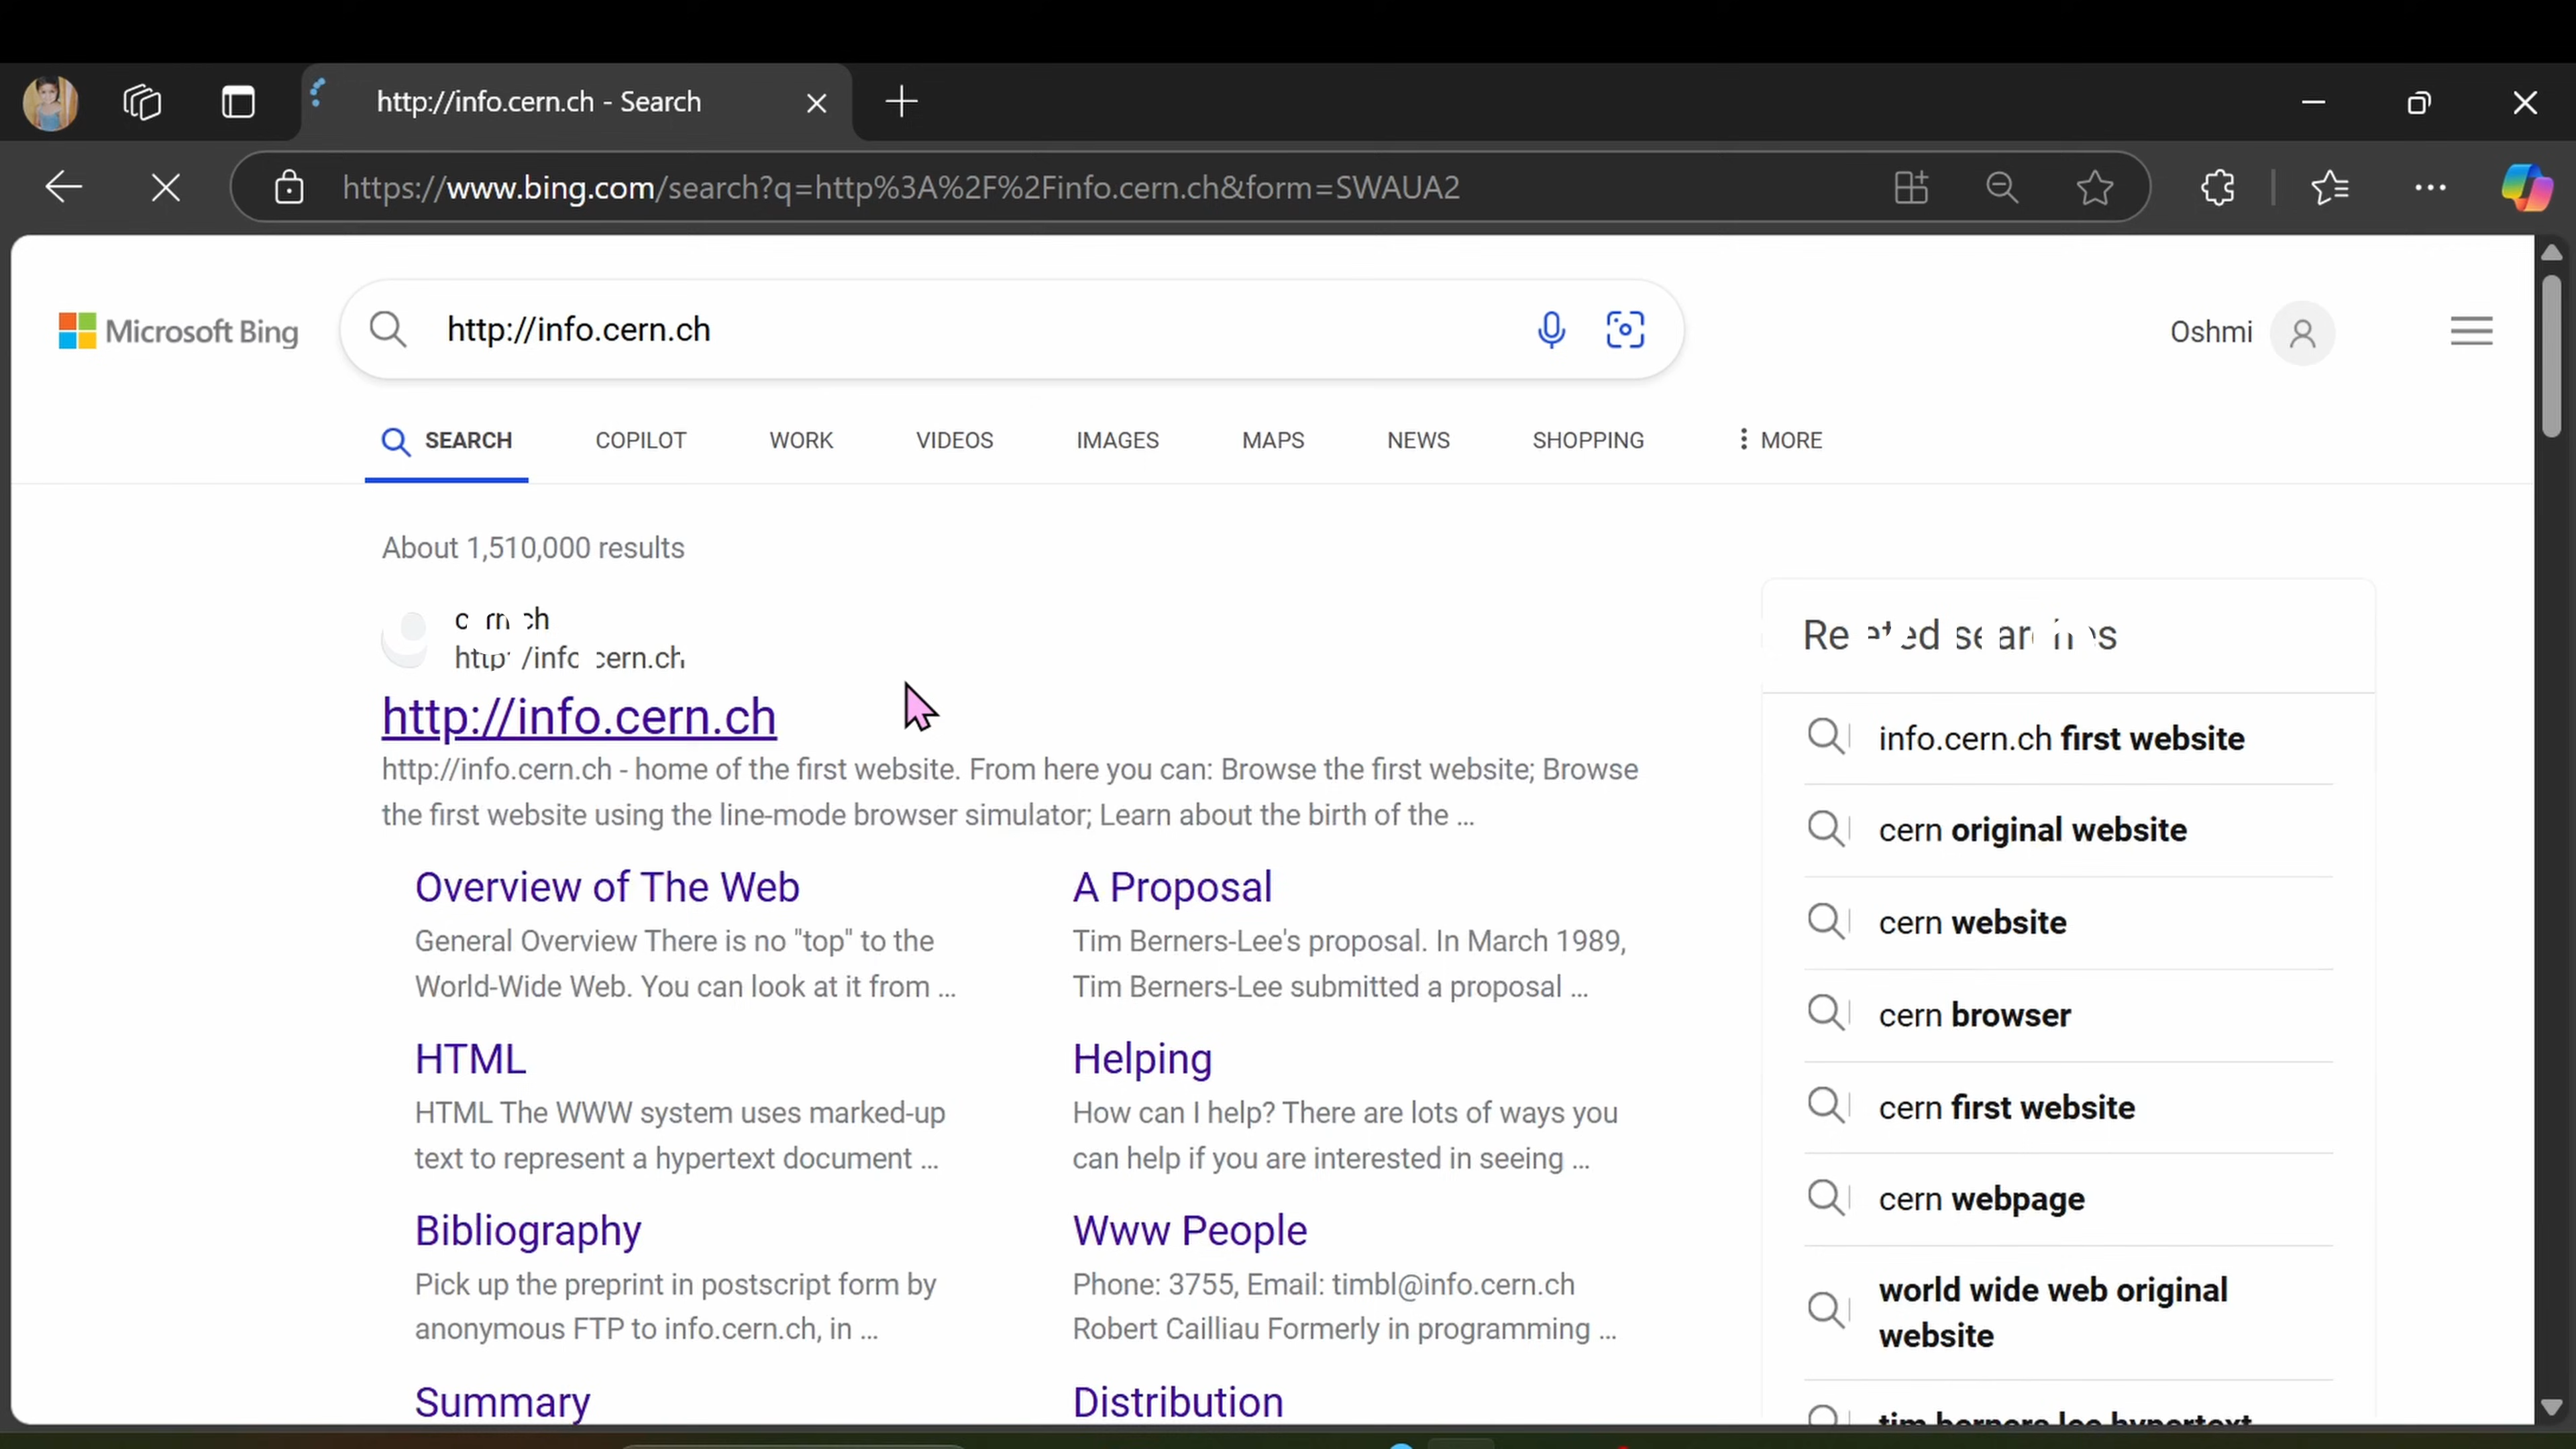 http://info.cern.ch - Search
https://www.bing.com/search?q=http%3A%2F%2Finfo.cern.ch&form=SWAUA2
Microsoft Bing
http://info.cern.ch
Oshmi
SEARCH COPILOT WORK VIDEOS IMAGES MAPS NEWS SHOPPING MORE
About 1,510,000 results
http://info.cern.ch
http://info.cern.ch - home of the first website. From here you can: Browse the first website; Browse
the first website using the line-mode browser simulator; Learn about the birth of the ...
Overview of The Web
General Overview There is no "top" to the
World-Wide Web. You can look at it from ...
A Proposal
Tim Berners-Lee's proposal. In March 1989,
Tim Berners-Lee submitted a proposal ...
HTML
HTML The WWW system uses marked-up
text to represent a hypertext document ...
Helping
How can I help? There are lots of ways you
can help if you are interested in seeing ...
Bibliography
Pick up the preprint in postscript form by
anonymous FTP to info.cern.ch, in ...
Www People
Phone: 3755, Email: timbl@info.cern.ch
Robert Cailliau Formerly in programming ...
Summary
Distribution
Related searches
info.cern.ch first website
cern original website
cern website
cern browser
cern first website
cern webpage
world wide web original
website
tim berners lee hypertext